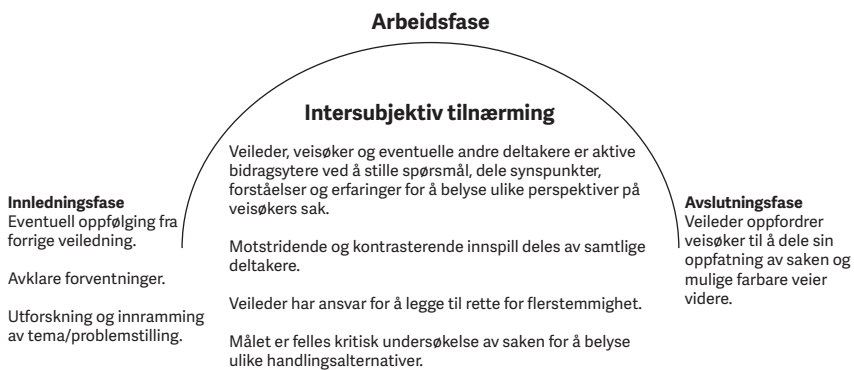 Arbeidsfase
Intersubjektiv tilnærming
Veileder, veisøker og eventuelle andre deltakere er aktive
bidragsytere ved å stille spørsmål, dele synspunkter,
forståelser og erfaringer for å belyse ulike perspektiver på
veisøkers sak.
Motstridende og kontrasterende innspill deles av samtlige
deltakere.
Veileder har ansvar for å legge til rette for flerstemmighet.
Målet er felles kritisk undersøkelse av saken for å belyse
ulike handlingsalternativer.
Innledningsfase
Eventuell oppfølging fra
forrige veiledning.
Avklare forventninger.
Utforskning og innramming
av tema/problemstilling.
Avslutningsfase
Veileder oppfordrer
veisøker til å dele sin
oppfatning av saken og
mulige farbare veier
videre.